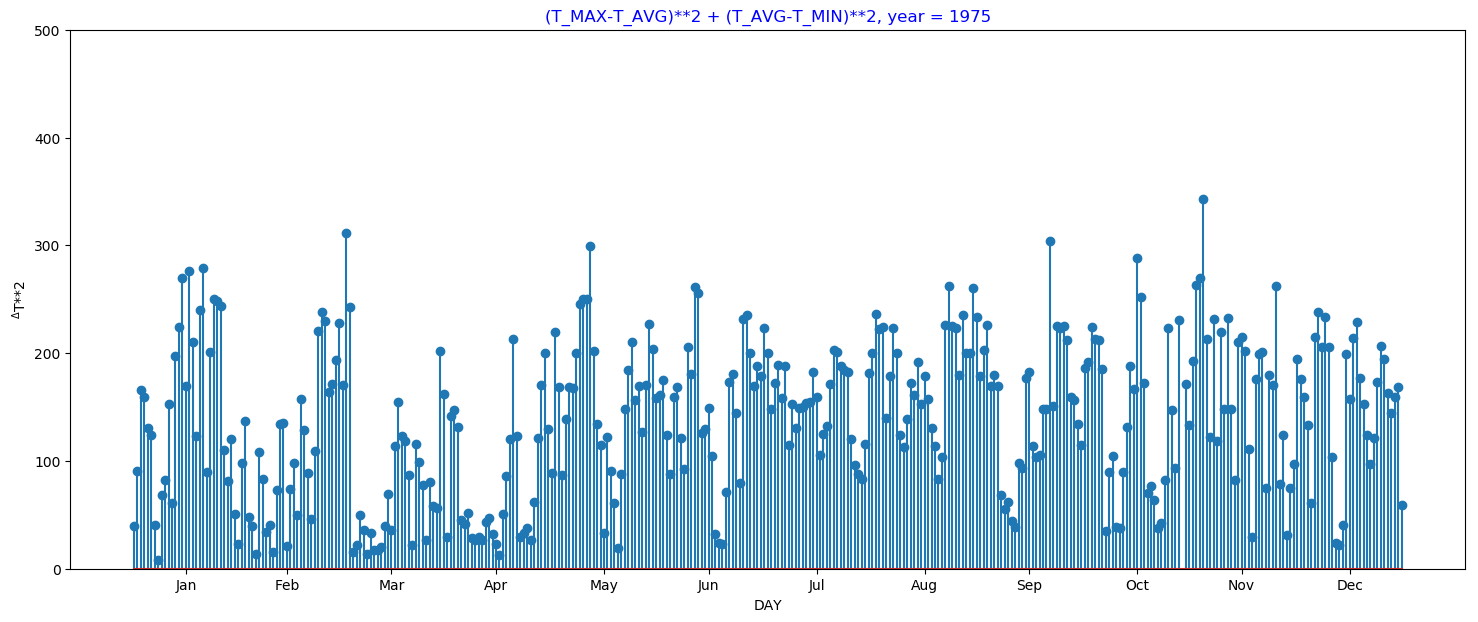 (T_MAX-T_AVG)**2 + (T_AVG-T_MIN)**2, year = 1975
500
400
300
200
100
0
ΔT**2
Jan Feb Mar Apr May Jun Jul Aug Sep Oct Nov Dec
DAY